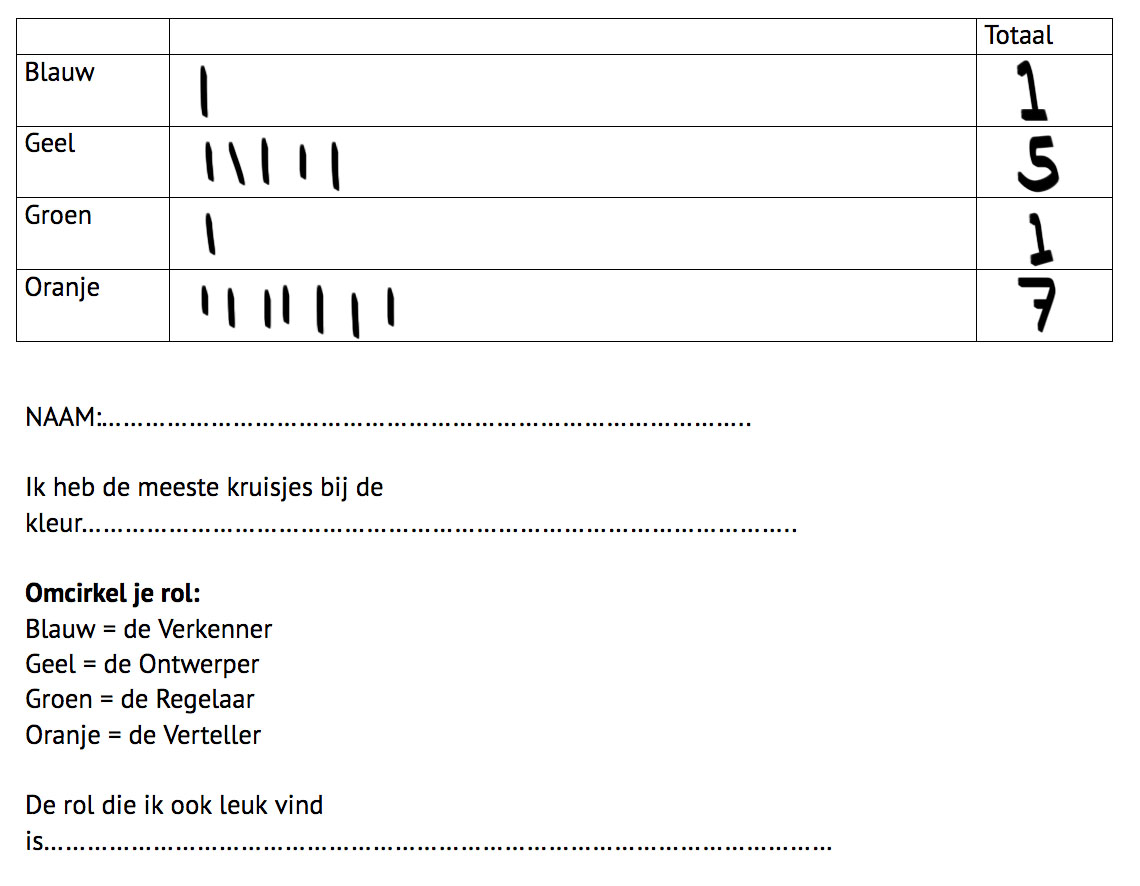 Totaal
Blauw | 1
Geel | \ | | | 5
Groen | 1
Oranje | | | | | | | 7
NAAM:……………………………………………………………………………..
Ik heb de meeste kruisjes bij de
kleur……………………………………………………………………………………..
Omcirkel je rol:
Blauw = de Verkenner
Geel = de Ontwerper
Groen = de Regelaar
Oranje = de Verteller
De rol die ik ook leuk vind
is………………………………………………………………………………………………